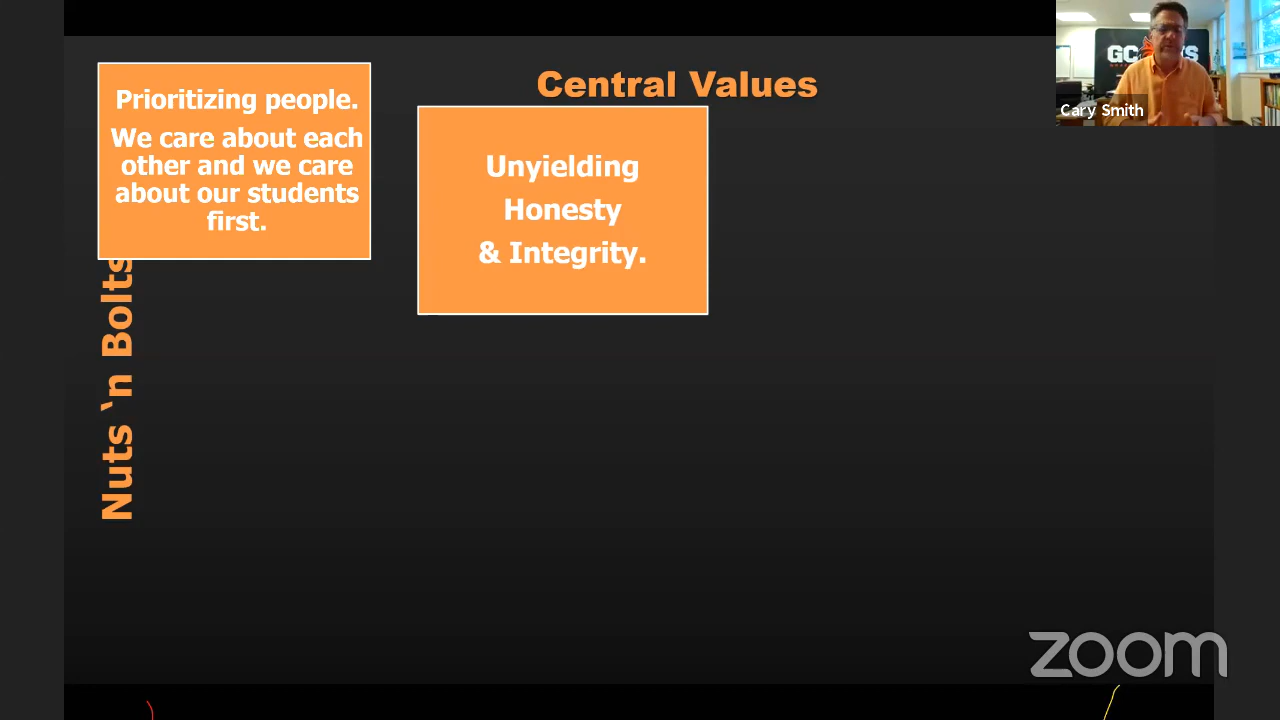 Central Values
Prioritizing people.
We care about each
other and we care
about our students
first.
Unyielding
Honesty
& Integrity.
Nuts ‘n Bolts
Cary Smith
zoom